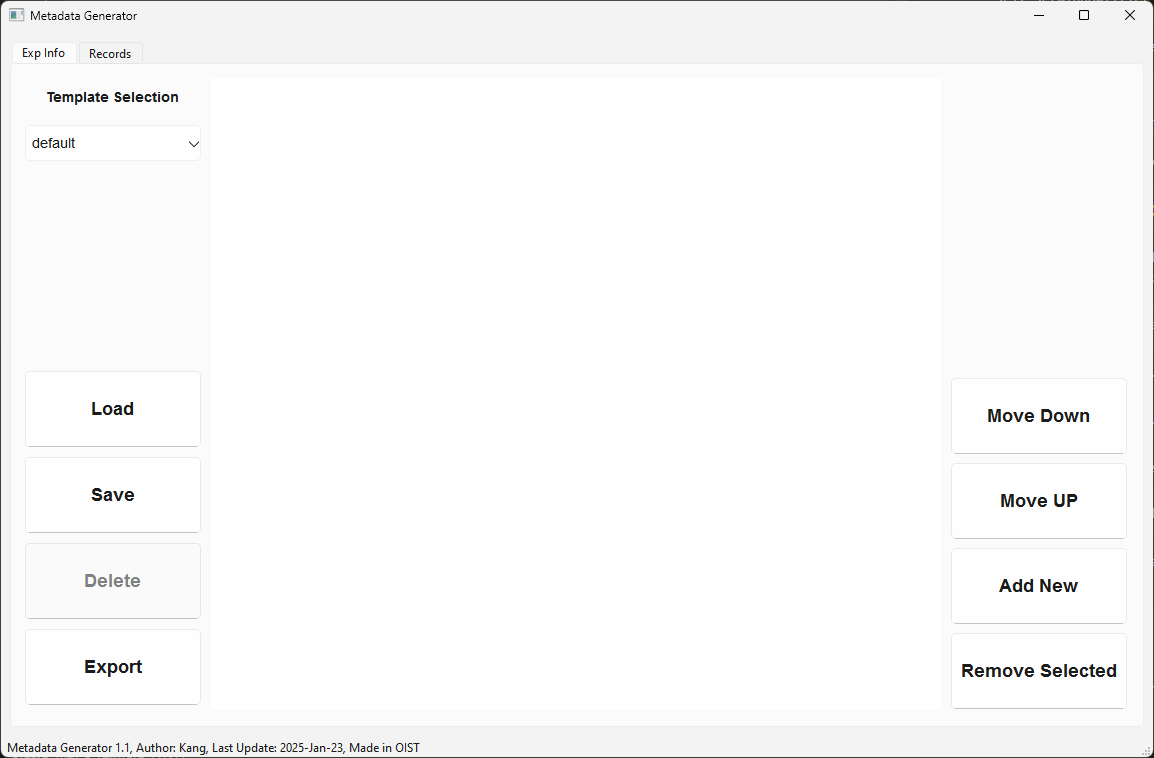 Metadata Generator
Exp Info
Records
Template Selection
default
Load
Save
Delete
Export
Move Down
Move UP
Add New
Remove Selected
Metadata Generator 1.1, Author: Kang, Last Update: 2025-Jan-23, Made in OIST